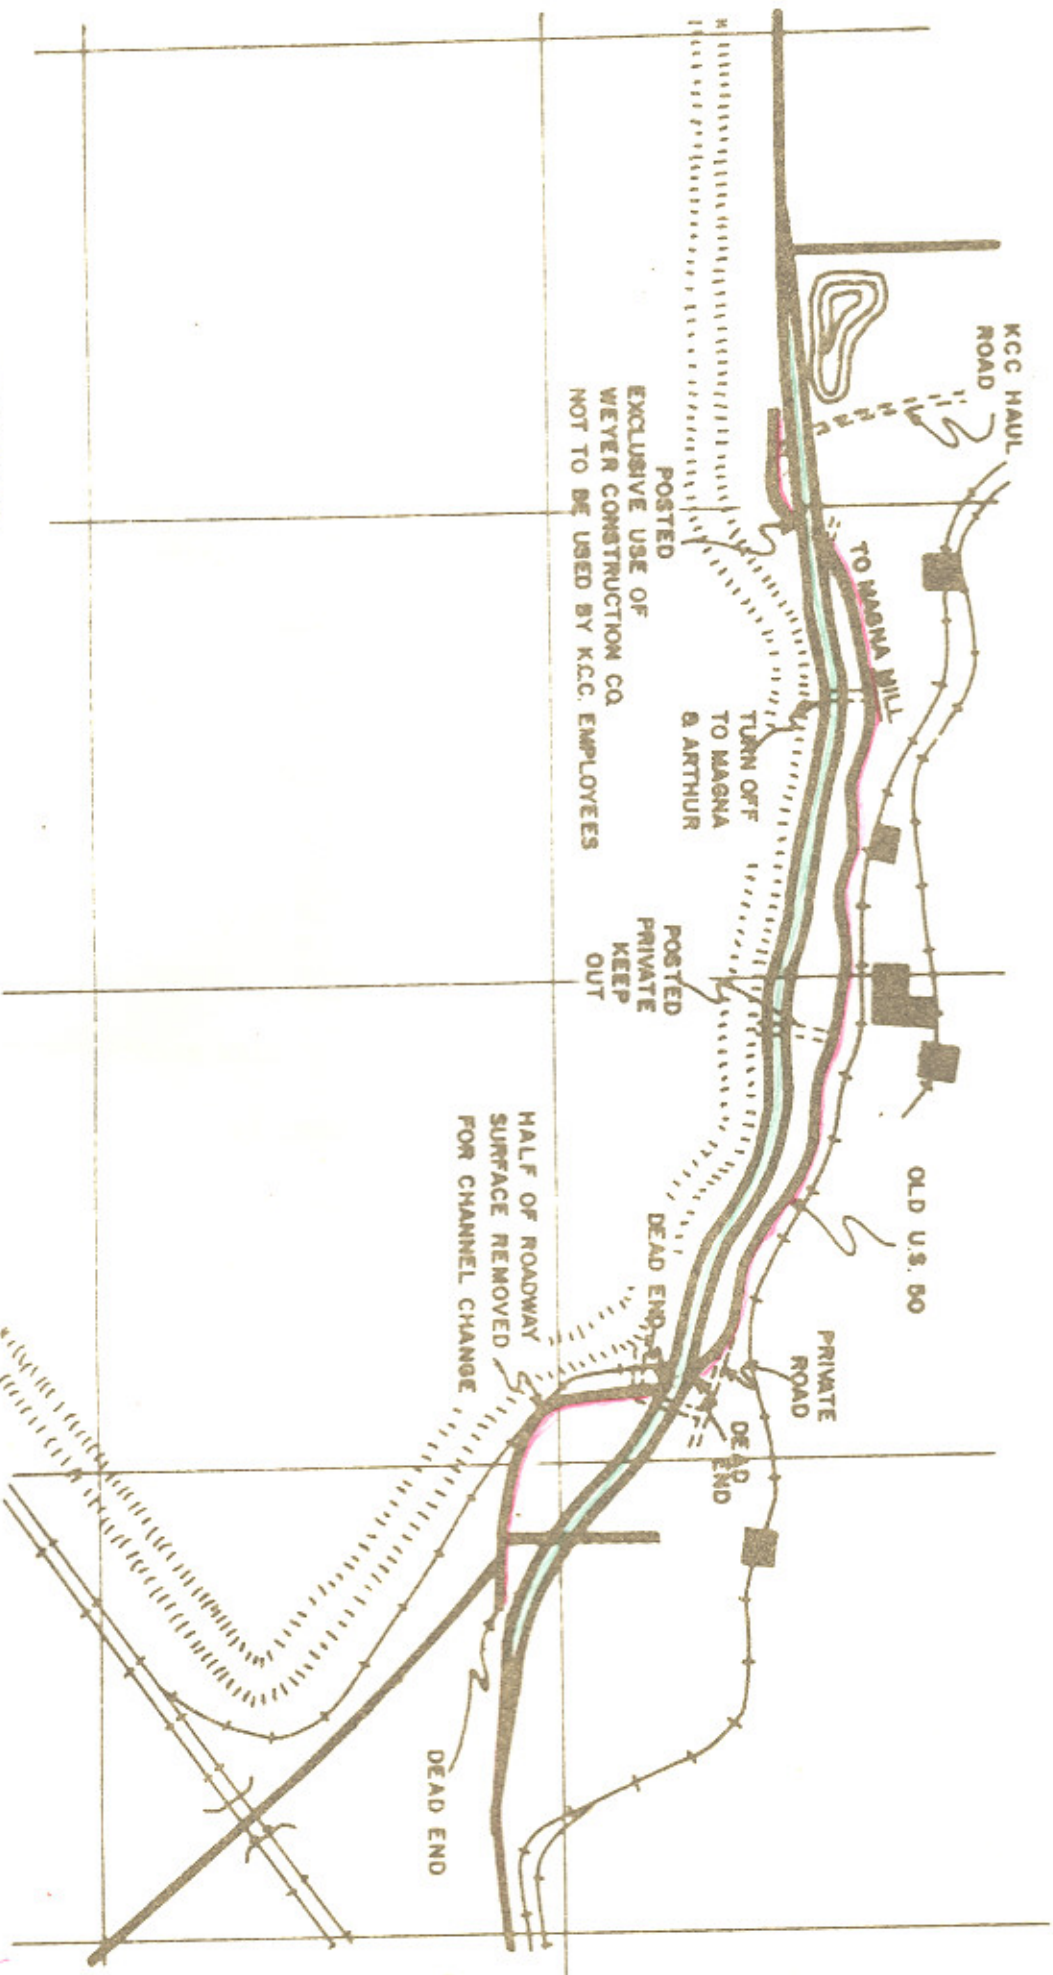 KCC HAUL
ROAD
TO MAGNA MILL
POSTED
EXCLUSIVE USE OF
WEYER CONSTRUCTION CO.
NOT TO BE USED BY K.C.C. EMPLOYEES
TURN OFF
TO MAGNA
& ARTHUR
POSTED
PRIVATE
KEEP
OUT
OLD U.S. 50
HALF OF ROADWAY
SURFACE REMOVED
FOR CHANNEL CHANGE
DEAD END
PRIVATE
ROAD
DEAD
END
DEAD END